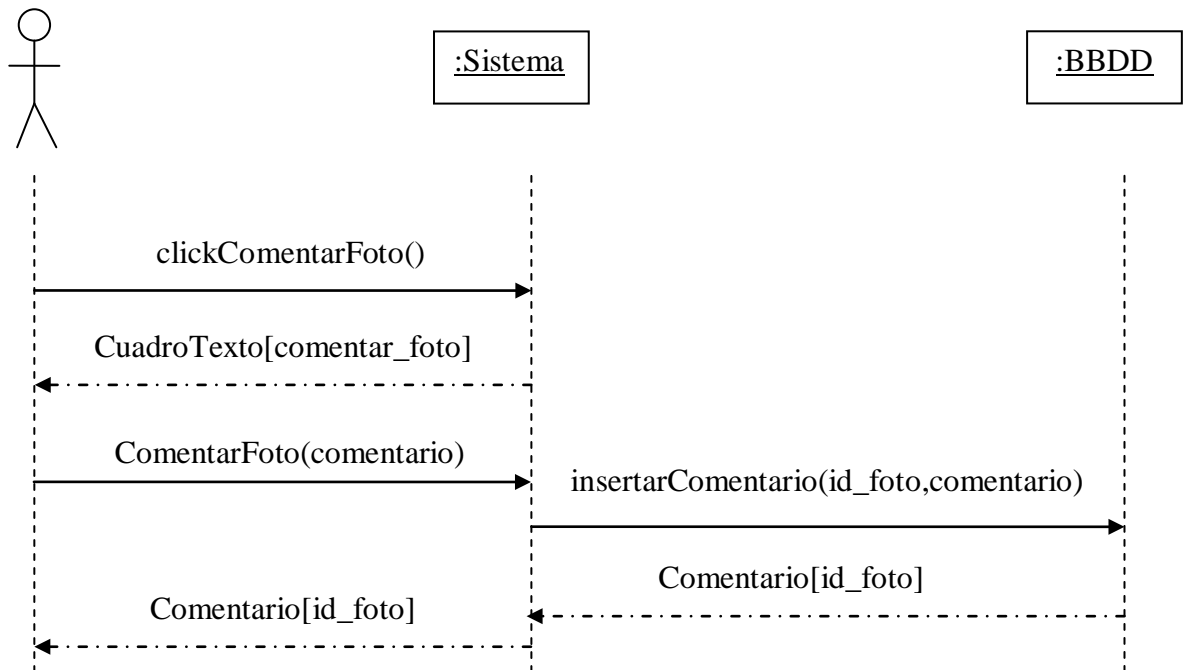 :Sistema
:BBDD
clickComentarFoto()
CuadroTexto[comentar_foto]
ComentarFoto(comentario)
insertarComentario(id_foto,comentario)
Comentario[id_foto]
Comentario[id_foto]